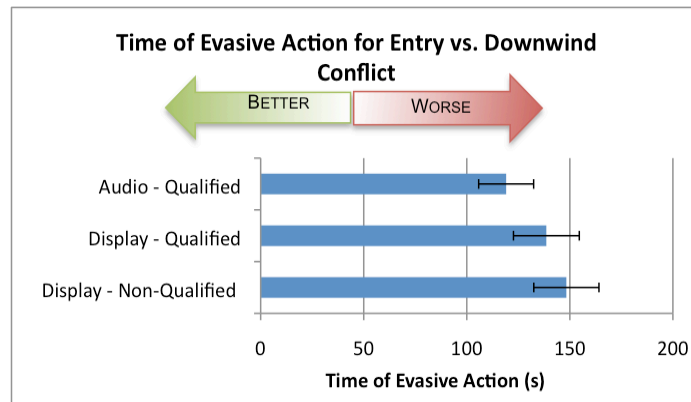 Time of Evasive Action for Entry vs. Downwind
Conflict
BETTER WORSE
Audio - Qualified
Display - Qualified
Display - Non-Qualified
0 50 100 150 200
Time of Evasive Action (s)